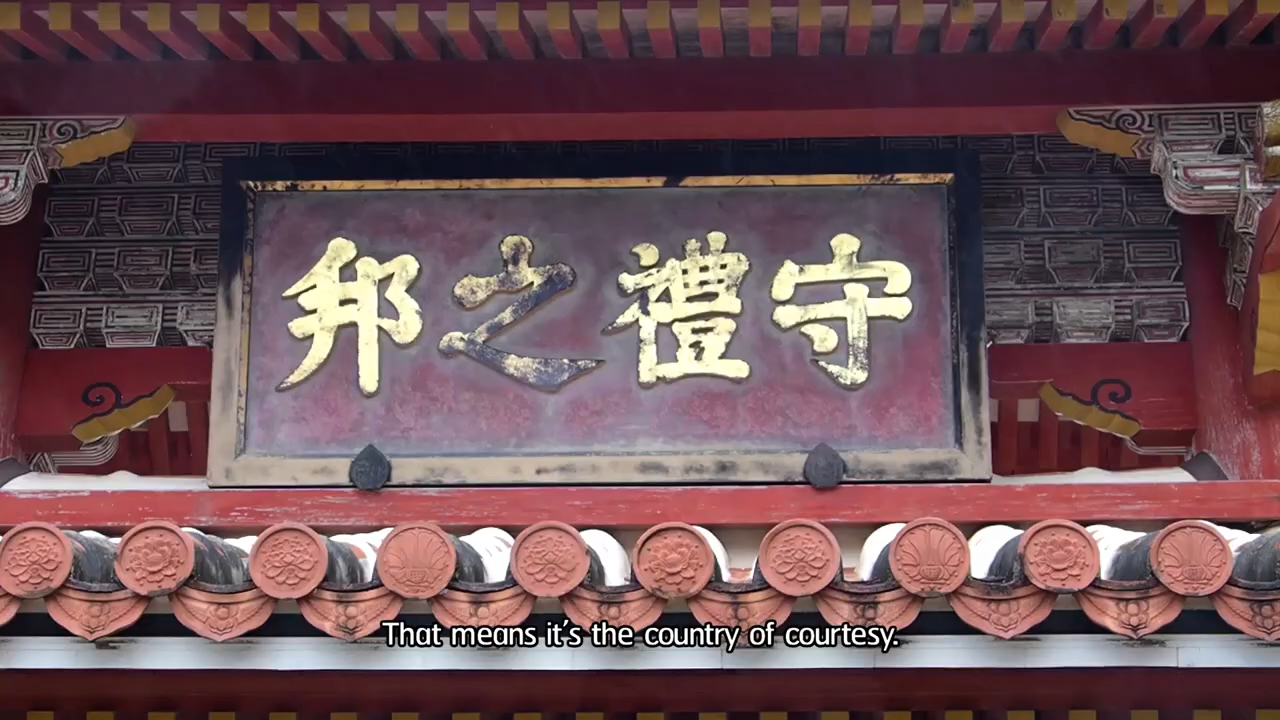 守禮之邦
That means it's the country of courtesy.